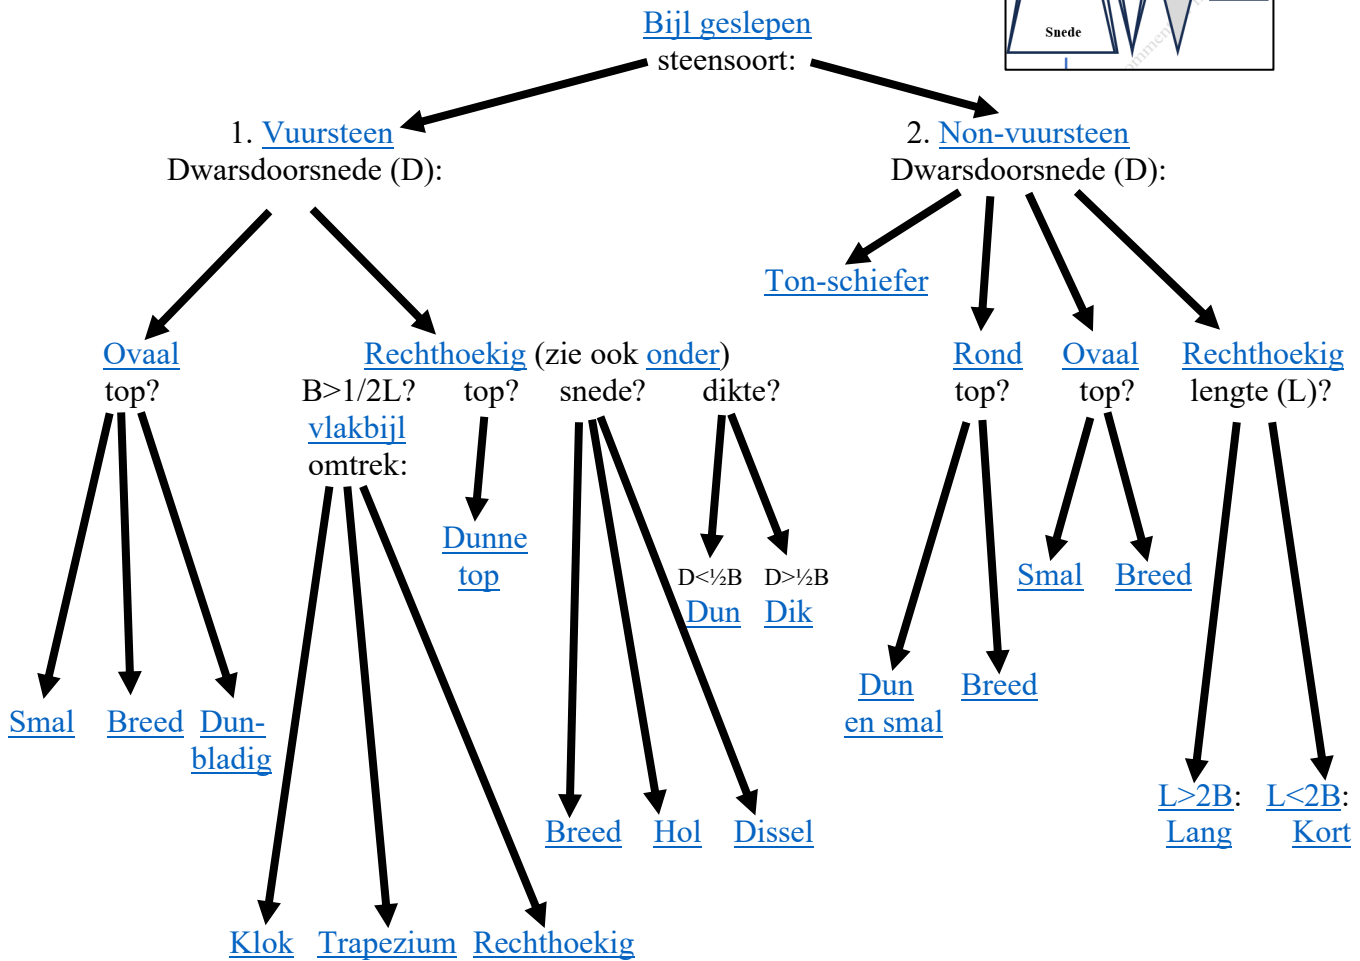 Snede
Bijl geslepen
steensoort:
1. Vuursteen
Dwarsdoorsnede (D):
2. Non-vuursteen
Dwarsdoorsnede (D):
Ton-schiefer
Ovaal
top?
Rechthoekig (zie ook onder)
B>1/2L? top? snede? dikte?
vlakbijl
omtrek:
Rond
top?
Ovaal
top?
Rechthoekig
lengte (L)?
Dunne
top
D<½B D>½B
Dun Dik
Smal Breed
Dun
en smal
Breed
Smal Breed Dun-
bladig
Breed Hol Dissel
L>2B: L<2B:
Lang Kort
Klok Trapezium Rechthoekig